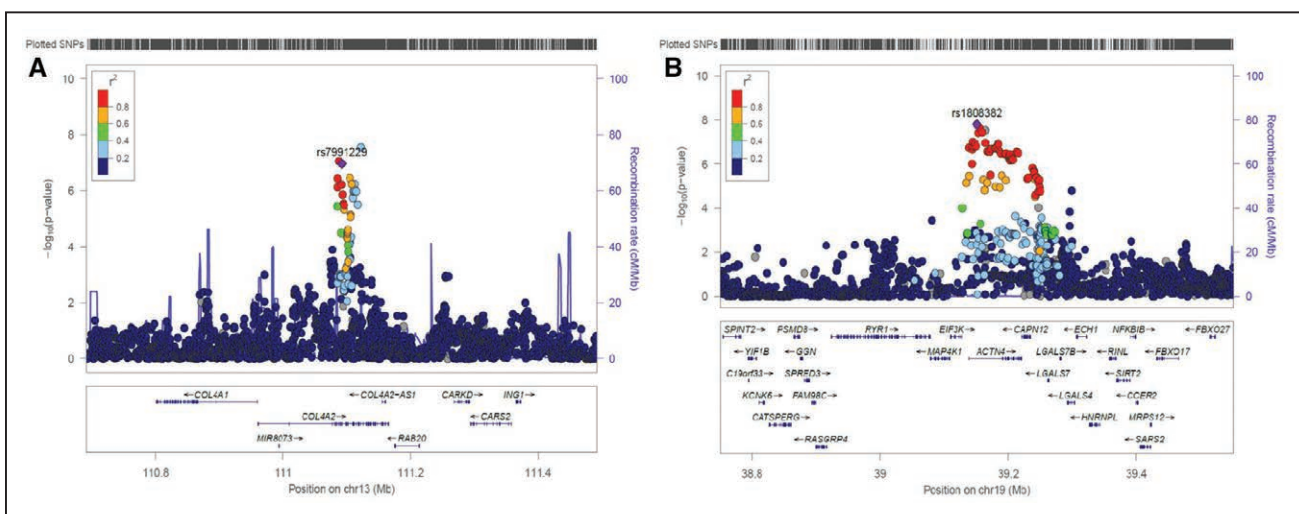 Plotted SNPs
A
10
8
6
4
2
0
−log10(p−value)
r2
0.8
0.6
0.4
0.2
rs7991229
100
80
60
40
20
0
Recombination rate (cM/Mb)
←COL4A1
COL4A2−AS1→
CARKD→
ING1→
COL4A2→
←CARS2
MIR8073→
←RAB20
110.8
111
111.2
111.4
Position on chr13 (Mb)
Plotted SNPs
B
10
8
6
4
2
0
−log10(p−value)
r2
0.8
0.6
0.4
0.2
rs1808382
100
80
60
40
20
0
Recombination rate (cM/Mb)
SPINT2→
PSMD8→
RYR1→
EIF3K→
CAPN12
←ECH1
NFKBIB→
←FBXO27
←YIF1B
←GGN
←MAP4K1
ACTN4→
LGALS7B→
←RINL
←FBXO17
C19orf33→
SPRED3→
←LGALS7
←SIRT2
KCNK6→
FAM98C→
←LGALS4
←CCER2
CATSPERG→
←HNRNPL
MRPS12→
←RASGRP4
←SARS2
38.8
39
39.2
39.4
Position on chr19 (Mb)